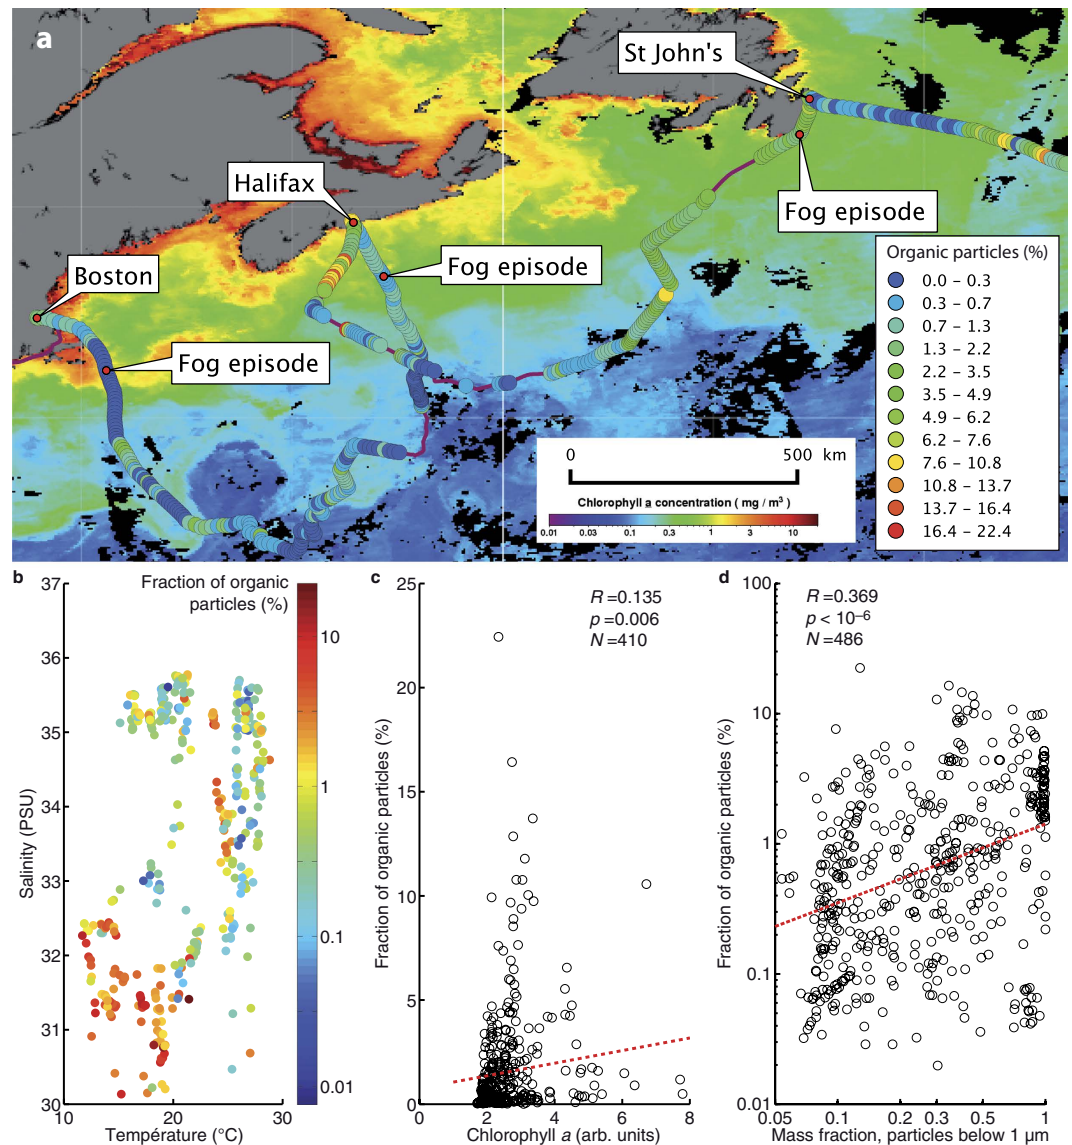 a
St John's
Halifax
Fog episode
Fog episode
Boston
Fog episode
Organic particles (%)
0.0 – 0.3
0.3 – 0.7
0.7 – 1.3
1.3 – 2.2
2.2 – 3.5
3.5 – 4.9
4.9 – 6.2
6.2 – 7.6
7.6 – 10.8
10.8 – 13.7
13.7 – 16.4
16.4 – 22.4
0 500 km
Chlorophyll a concentration ( mg / m³ )
0.01 0.03 0.1 0.3 1 3 10
b
Fraction of organic
particles (%)
37
36
35
34
33
32
31
30
10 20 30
Salinity (PSU)
Température (°C)
10
1
0.1
0.01
c
R =0.135
p =0.006
N =410
25
20
15
10
5
0
0 2 4 6 8
Fraction of organic particles (%)
Chlorophyll a (arb. units)
d
R =0.369
p < 10⁻⁶
N =486
100
10
1
0.1
0.01
0.05 0.1 0.2 0.3 0.5 1
Fraction of organic particles (%)
Mass fraction, particles below 1 µm